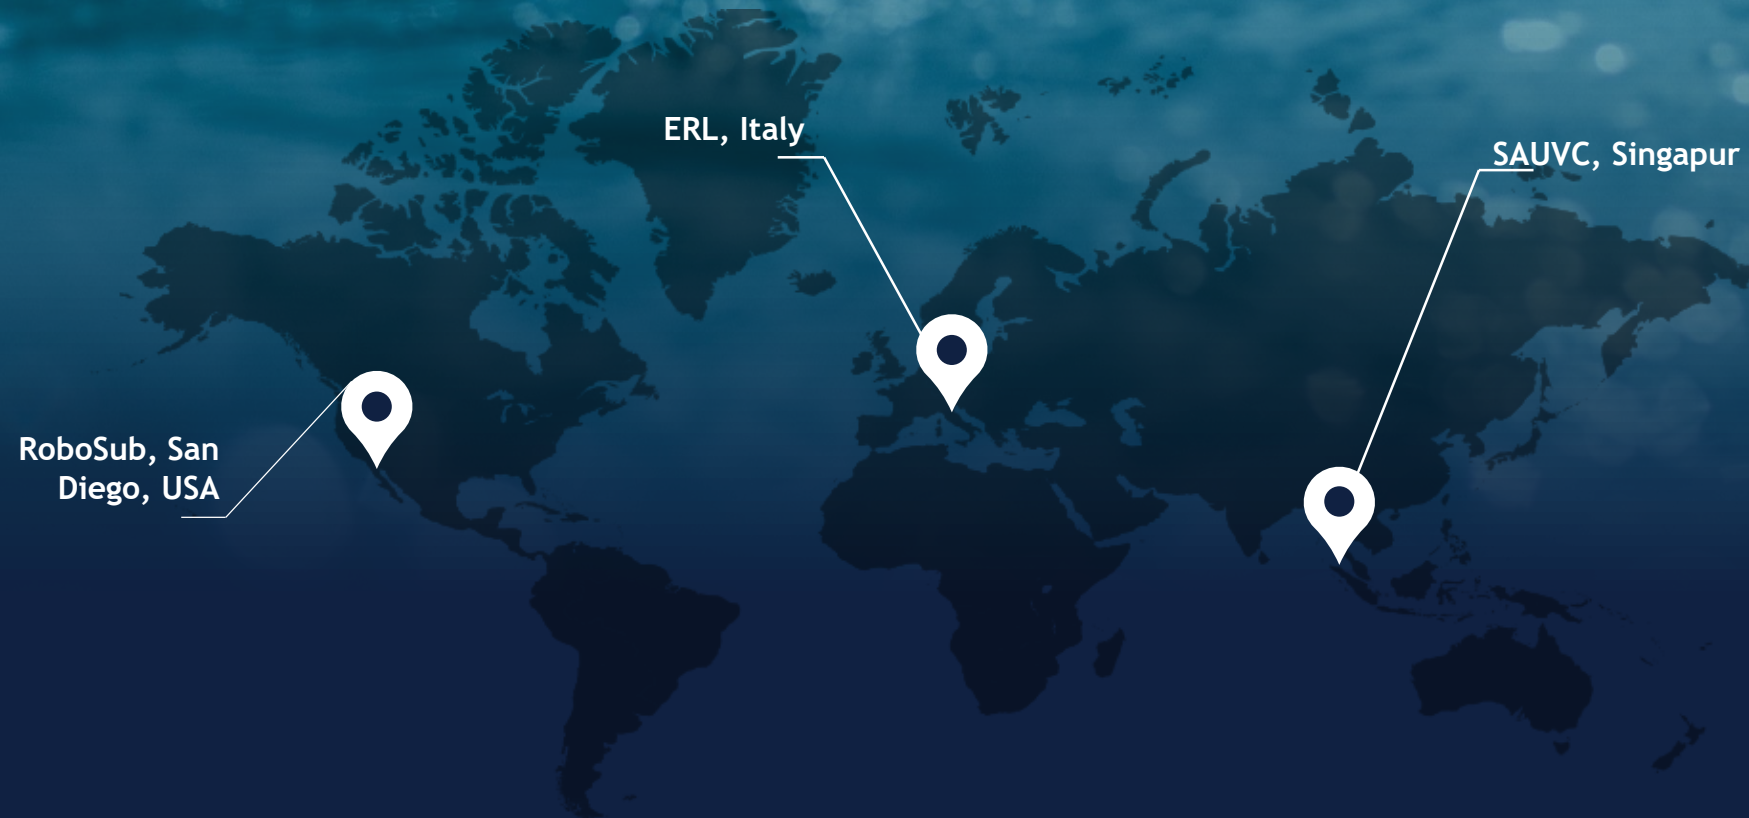 ERL, Italy
SAUVC, Singapur
RoboSub, San
Diego, USA